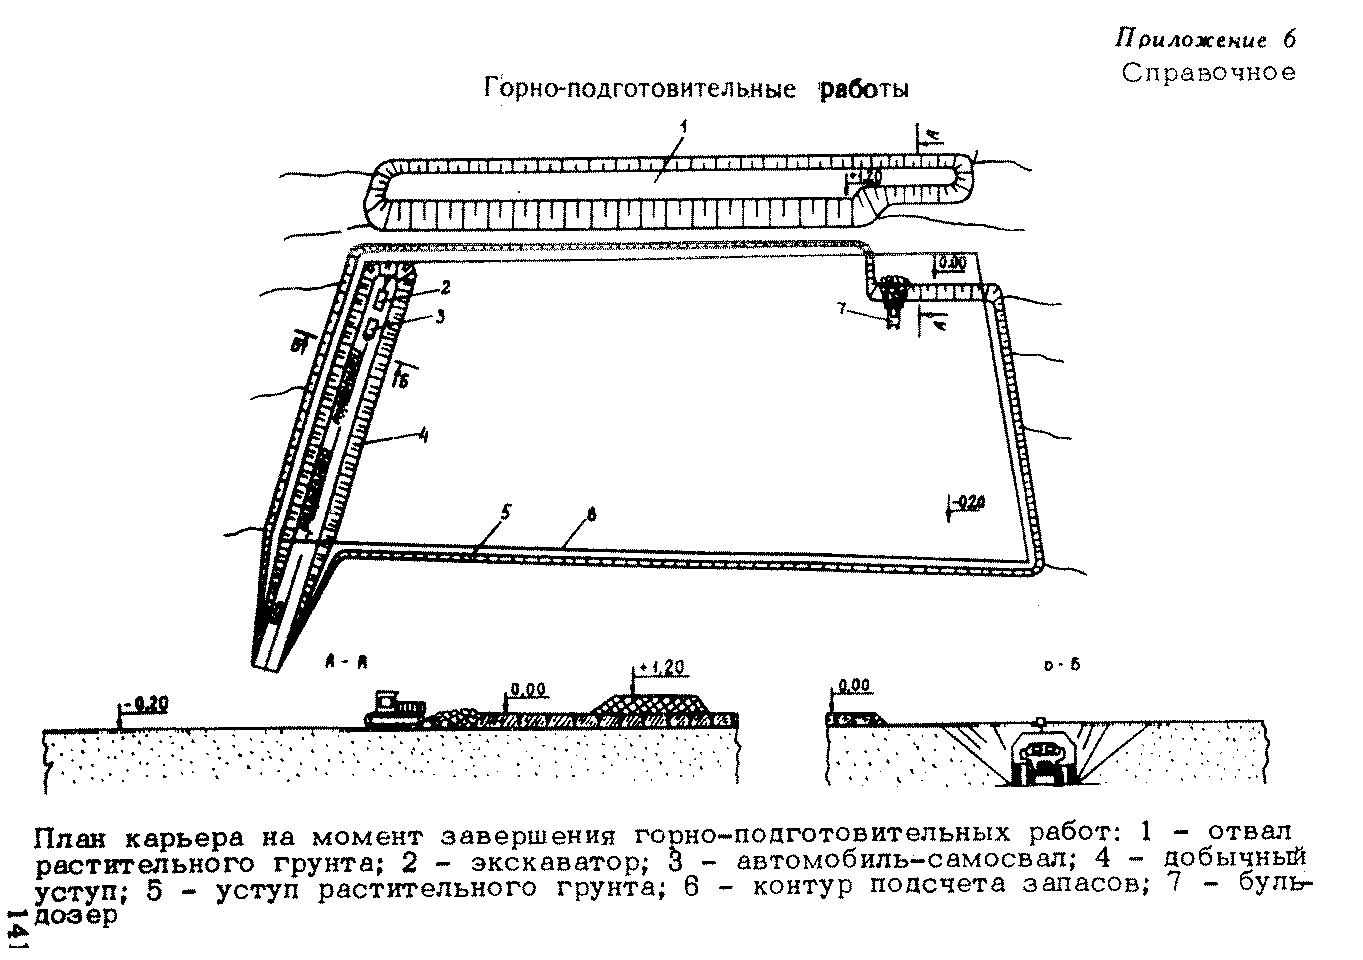 Приложение 6
Справочное
Горно-подготовительные работы
1
А
+1,20
0.00
2
3
7
А
Б
Б
4
-0,20
5
6
А - А
-0,20
0,00
+1,20
Б - Б
0,00
План карьера на момент завершения горно-подготовительных работ: 1 - отвал
растительного грунта; 2 - экскаватор; 3 - автомобиль-самосвал; 4 - добычный
уступ; 5 - уступ растительного грунта; 6 - контур подсчета запасов; 7 - буль-
дозер
141